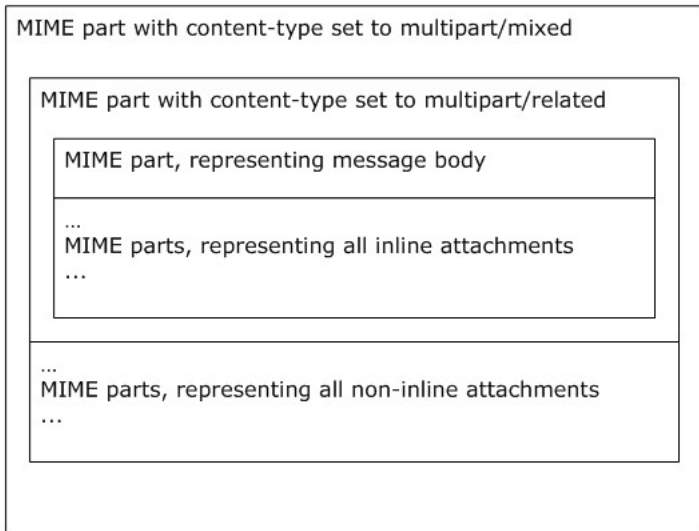 MIME part with content-type set to multipart/mixed
MIME part with content-type set to multipart/related
MIME part, representing message body
...
MIME parts, representing all inline attachments
...
...
MIME parts, representing all non-inline attachments
...